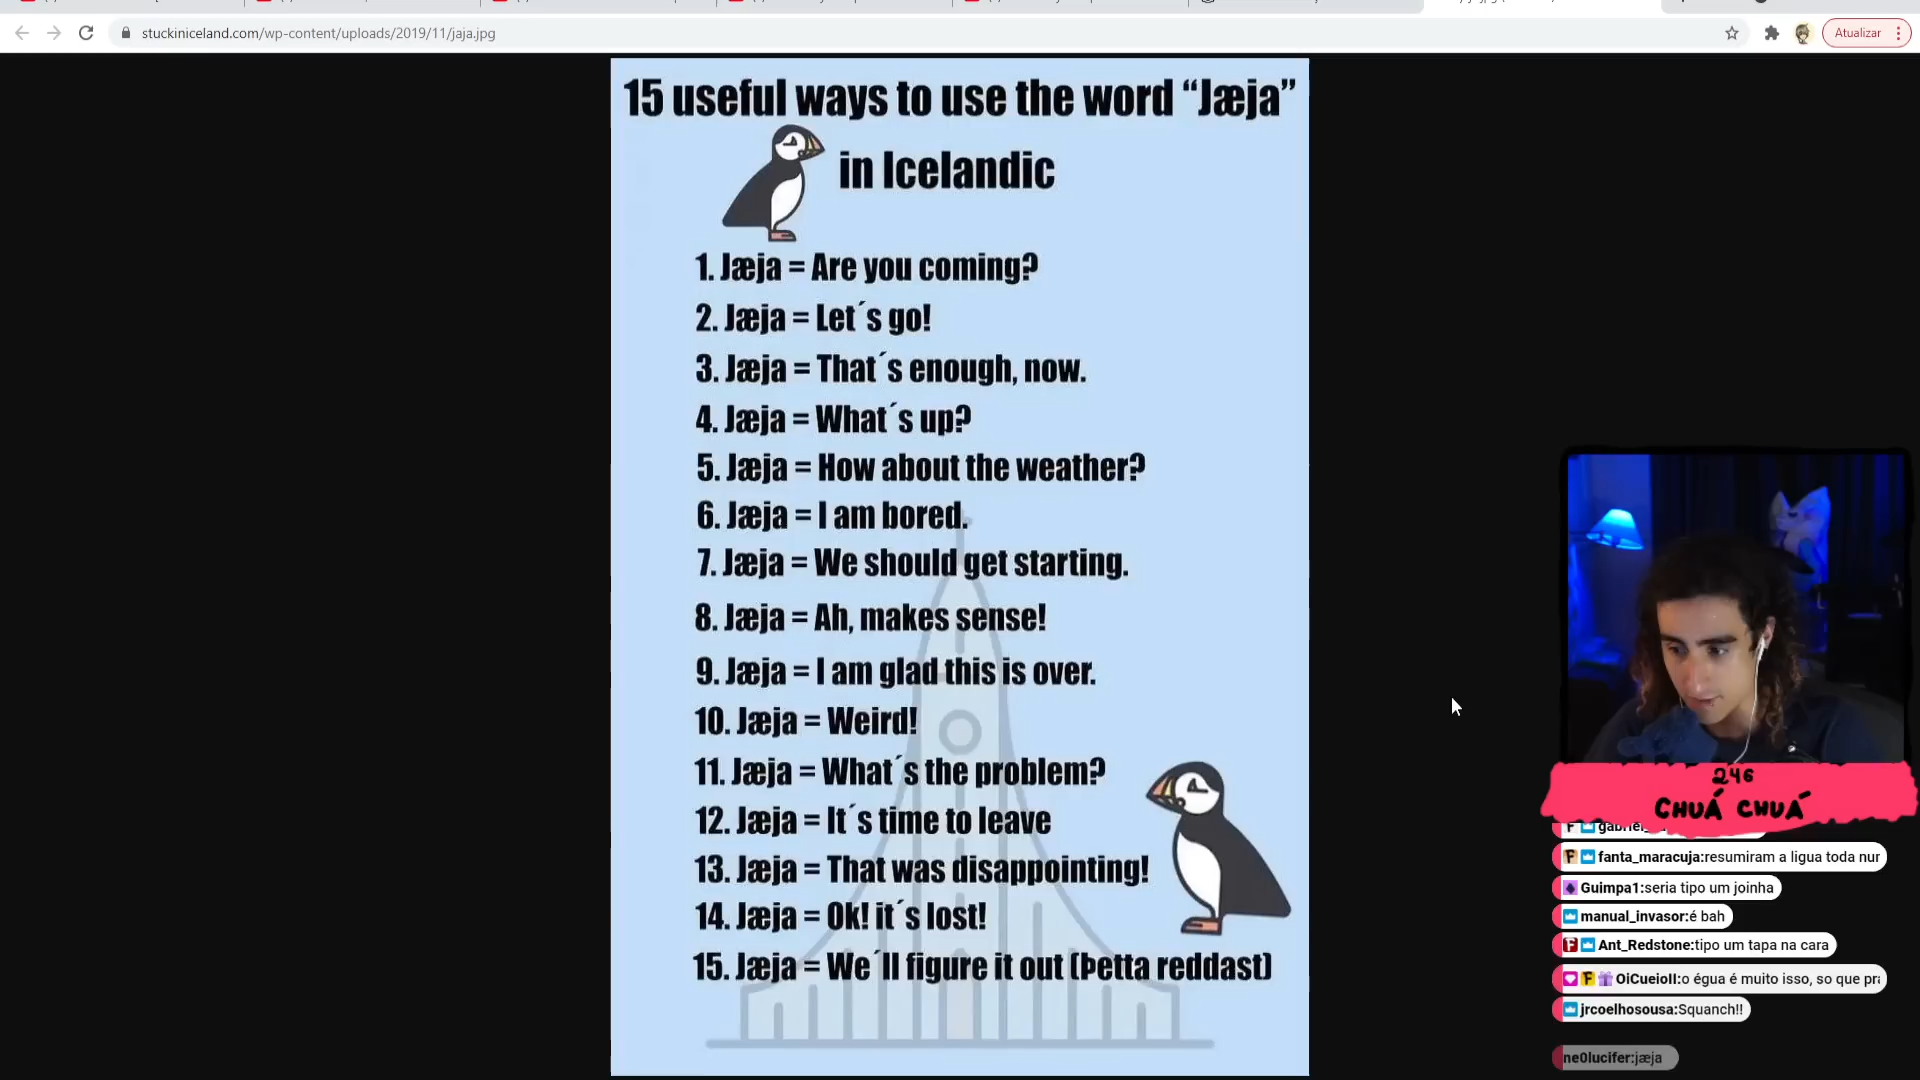 stuckiniceland.com/wp-content/uploads/2019/11/jaja.jpg
Atualizar
15 useful ways to use the word “Jæja”
in Icelandic
1. Jæja = Are you coming?
2. Jæja = Let´s go!
3. Jæja = That´s enough, now.
4. Jæja = What´s up?
5. Jæja = How about the weather?
6. Jæja = I am bored.
7. Jæja = We should get starting.
8. Jæja = Ah, makes sense!
9. Jæja = I am glad this is over.
10. Jæja = Weird!
11. Jæja = What´s the problem?
12. Jæja = It´s time to leave
13. Jæja = That was disappointing!
14. Jæja = Ok! it´s lost!
15. Jæja = We´ll figure it out (Þetta reddast)
246
CHUÁ CHUÁ
fanta_maracuja:resumiram a ligua toda
Guimpa1:seria tipo um joinha
manual_invasor:é bah
Ant_Redstone:tipo um tapa na cara
o égua é muito isso, so que
jrcoelhosousa:Squanch!!
ne0lucifer:jæja